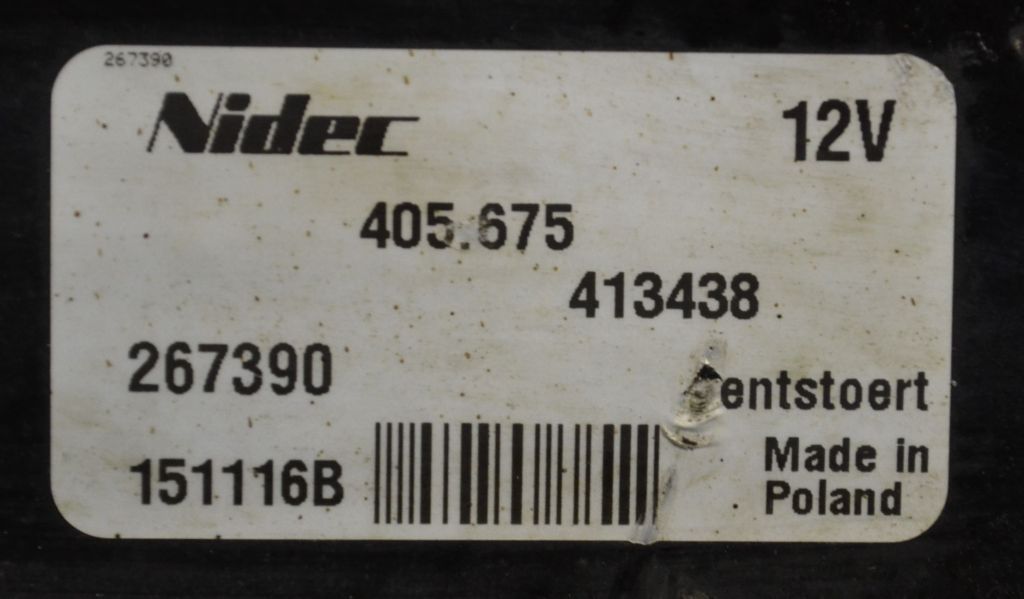 267390
Nidec
12V
405.675
413438
267390
entstoert
151116B
Made in
Poland